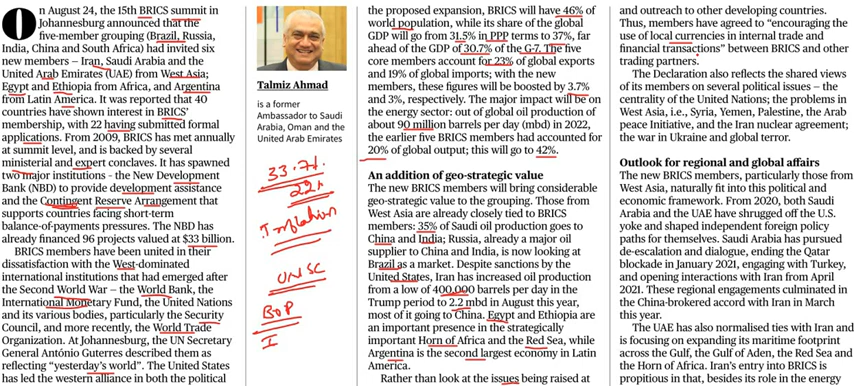 On August 24, the 15th BRICS summit in
Johannesburg announced that the
five-member grouping (Brazil, Russia,
India, China and South Africa) had invited six
new members – Iran, Saudi Arabia and the
United Arab Emirates (UAE) from West Asia;
Egypt and Ethiopia from Africa, and Argentina
from Latin America. It was reported that 40
countries have shown interest in BRICS'
membership, with 22 having submitted formal
applications. From 2009, BRICS has met annually
at summit level, and is backed by several
ministerial and expert conclaves. It has spawned
two major institutions - the New Development
Bank (NBD) to provide development assistance
and the Contingent Reserve Arrangement that
supports countries facing short-term
balance-of-payments pressures. The NBD has
already financed 96 projects valued at $33 billion.
BRICS members have been united in their
dissatisfaction with the West-dominated
international institutions that had emerged after
the Second World War – the World Bank, the
International Monetary Fund, the United Nations
and its various bodies, particularly the Security
Council, and more recently, the World Trade
Organization. At Johannesburg, the UN Secretary
General António Guterres described them as
reflecting “yesterday's world”. The United States
has led the western alliance in both the political
Talmiz Ahmad
is a former
Ambassador to Saudi
Arabia, Oman and the
United Arab Emirates
33.7%
22%
Inflation
UNSC
BoP
I
the proposed expansion, BRICS will have 46% of
world population, while its share of the global
GDP will go from 31.5% in PPP terms to 37%, far
ahead of the GDP of 30.7% of the G-7. The five
core members account for 23% of global exports
and 19% of global imports; with the new
members, these figures will be boosted by 3.7%
and 3%, respectively. The major impact will be on
the energy sector: out of global oil production of
about 90 million barrels per day (mbd) in 2022,
the earlier five BRICS members had accounted for
20% of global output; this will go to 42%.
An addition of geo-strategic value
The new BRICS members will bring considerable
geo-strategic value to the grouping. Those from
West Asia are already closely tied to BRICS
members: 35% of Saudi oil production goes to
China and India; Russia, already a major oil
supplier to China and India, is now looking at
Brazil as a market. Despite sanctions by the
United States, Iran has increased oil production
from a low of 400,000 barrels per day in the
Trump period to 2.2 mbd in August this year,
most of it going to China. Egypt and Ethiopia are
an important presence in the strategically
important Horn of Africa and the Red Sea, while
Argentina is the second largest economy in Latin
America.
Rather than look at the issues being raised at
and outreach to other developing countries.
Thus, members have agreed to “encouraging the
use of local currencies in internal trade and
financial transactions” between BRICS and other
trading partners.
The Declaration also reflects the shared views
of its members on several political issues – the
centrality of the United Nations; the problems in
West Asia, i.e., Syria, Yemen, Palestine, the Arab
peace Initiative, and the Iran nuclear agreement;
the war in Ukraine and global terror.
Outlook for regional and global affairs
The new BRICS members, particularly those from
West Asia, naturally fit into this political and
economic framework. From 2020, both Saudi
Arabia and the UAE have shrugged off the U.S.
yoke and shaped independent foreign policy
paths for themselves. Saudi Arabia has pursued
de-escalation and dialogue, ending the Qatar
blockade in January 2021, engaging with Turkey,
and opening interactions with Iran from April
2021. These regional engagements culminated in
the China-brokered accord with Iran in March
this year.
The UAE has also normalised ties with Iran and
is focusing on expanding its maritime footprint
across the Gulf, the Gulf of Aden, the Red Sea and
the Horn of Africa. Iran's entry into BRICS is
propitious in that, besides its role in the energy